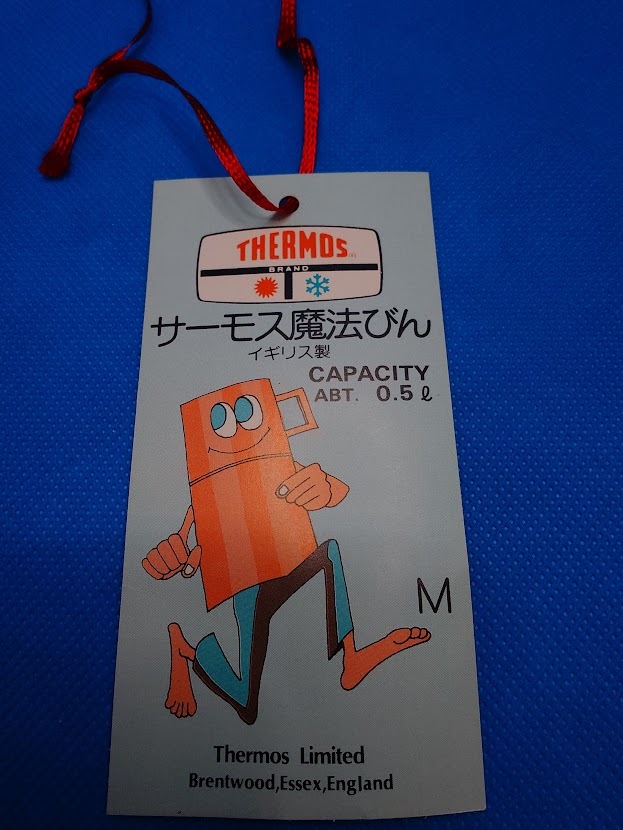 THERMOS
BRAND
サーモス魔法びん
イギリス製
CAPACITY
ABT. 0.5ℓ
M
Thermos Limited
Brentwood,Essex,England